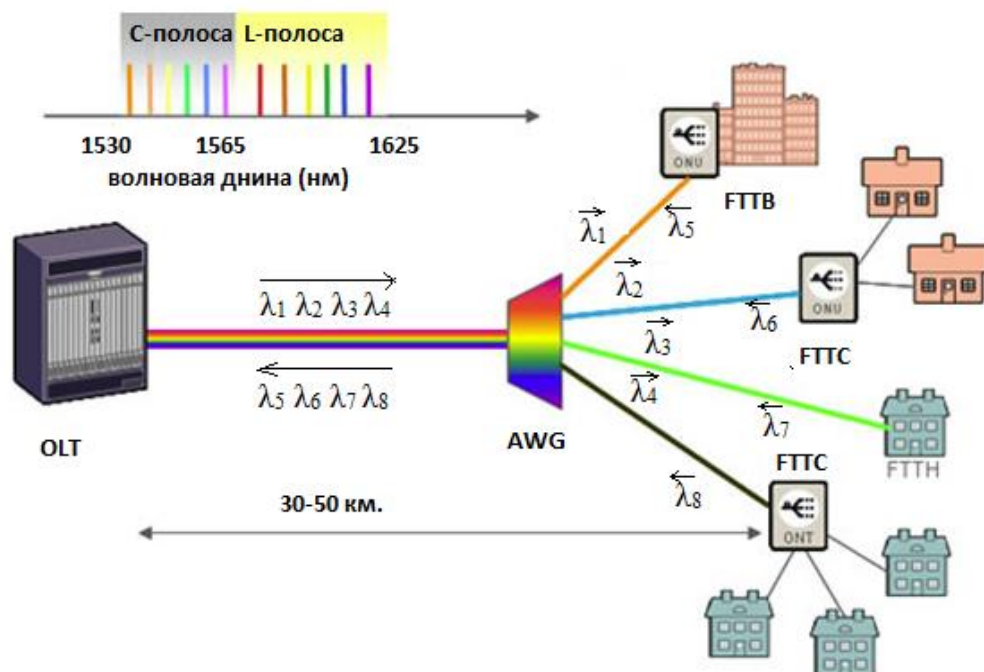 С-полоса L-полоса
1530 1565 1625
волновая днина (нм)
ONU
FTTB
λ1 λ5
λ2
ONU
λ6
FTTC
λ1 λ2 λ3 λ4
λ3
λ4
λ5 λ6 λ7 λ8
λ7
OLT
AWG
FTTC
FTTH
λ8
30-50 км.
ONT